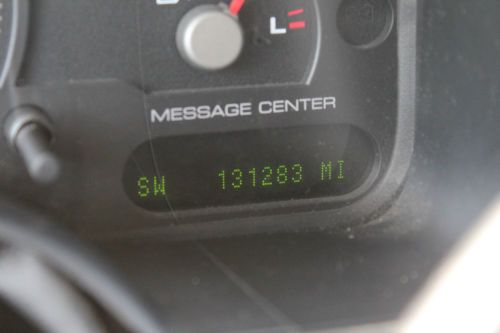 L E
MESSAGE CENTER
SW 131283 MI